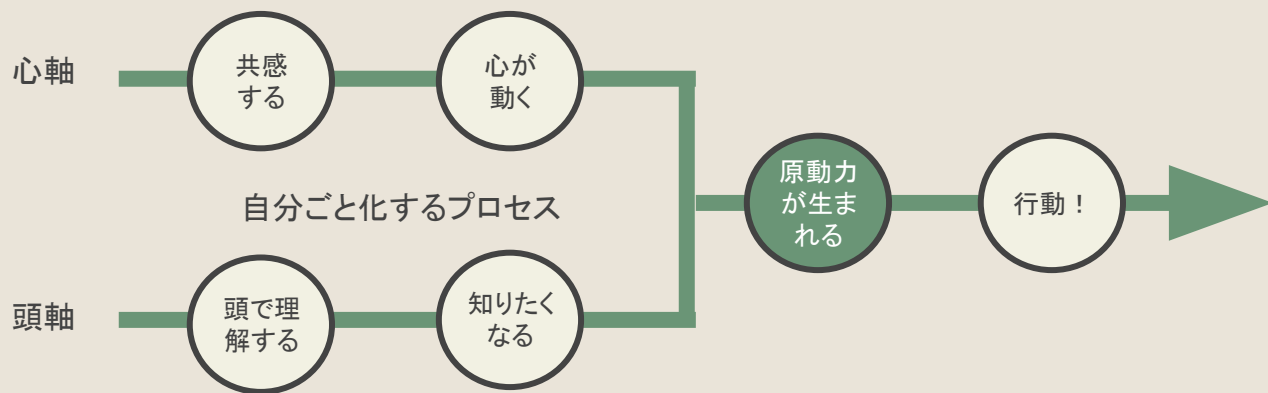 心軸
共感
する
心が
動く
自分ごと化するプロセス
原動力
が生ま
れる
行動！
頭軸
頭で理
解する
知りたく
なる